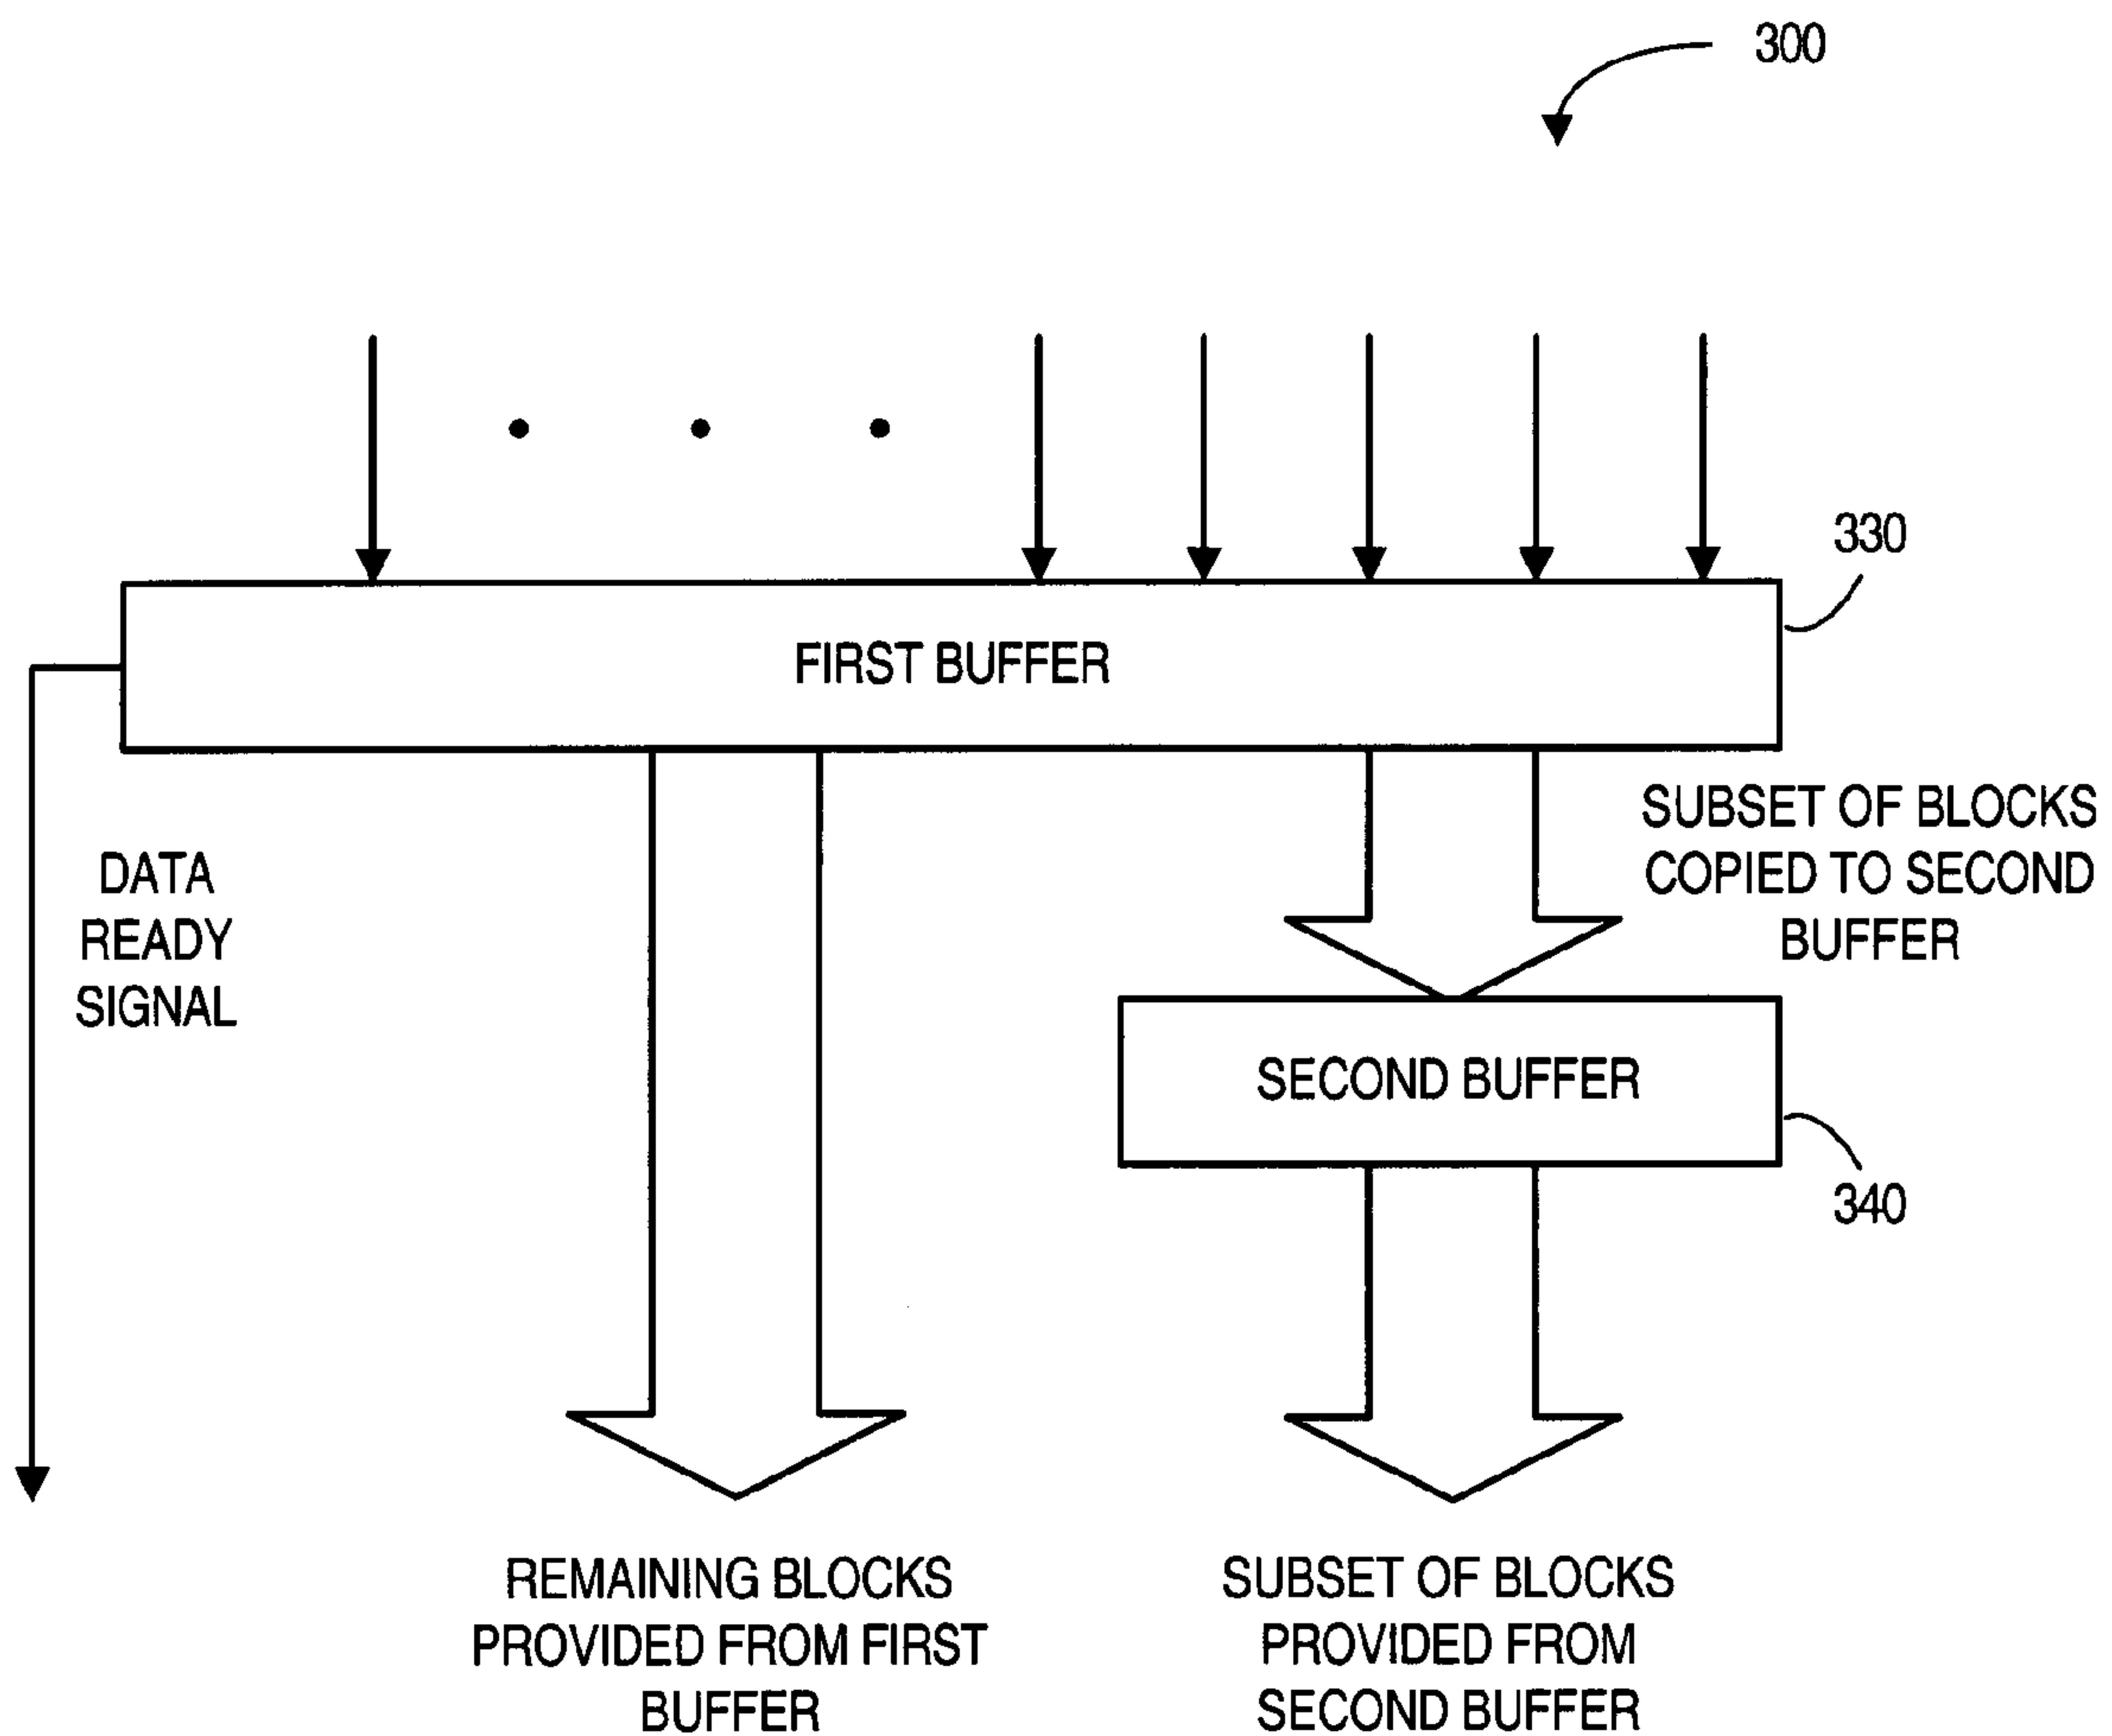 300
330
FIRST BUFFER
SUBSET OF BLOCKS
COPIED TO SECOND
BUFFER
DATA
READY
SIGNAL
SECOND BUFFER
340
REMAINING BLOCKS
PROVIDED FROM FIRST
BUFFER
SUBSET OF BLOCKS
PROVIDED FROM
SECOND BUFFER